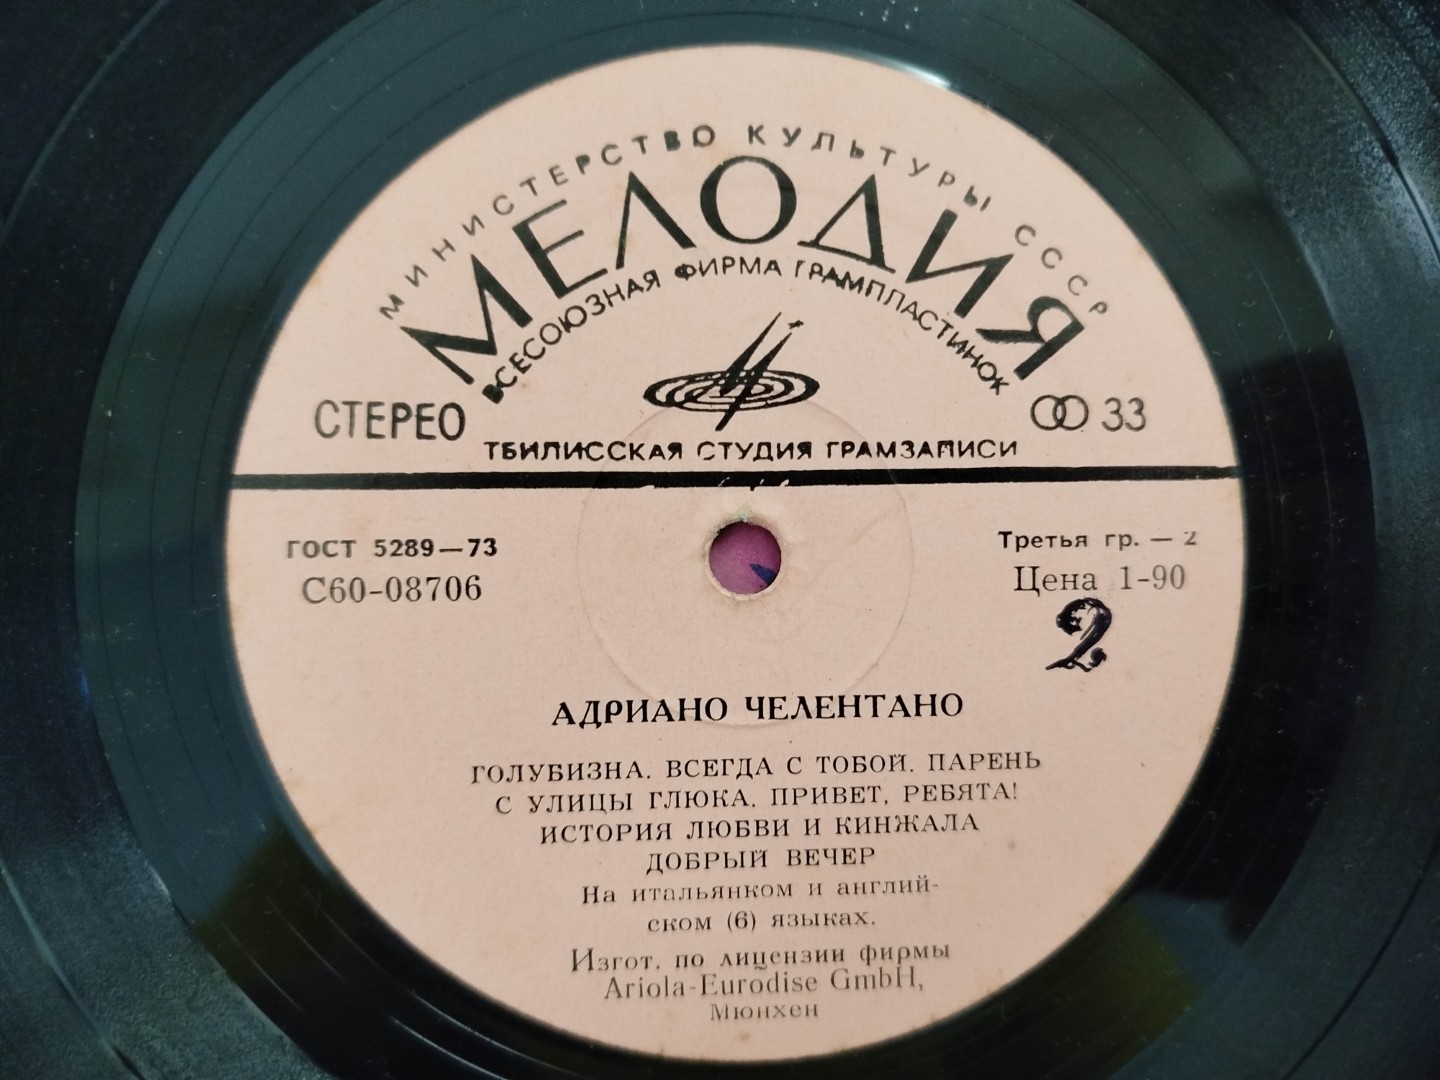 МИНИСТЕРСТВО КУЛЬТУРЫ СССР
МЕЛОДИЯ
ВСЕСОЮЗНАЯ ФИРМА ГРАМПЛАСТИНОК
СТЕРЕО 33
ТБИЛИССКАЯ СТУДИЯ ГРАМЗАПИСИ
ГОСТ 5289—73 Третья гр. — 2
С60-08706 Цена 1-90
2
АДРИАНО ЧЕЛЕНТАНО
ГОЛУБИЗНА. ВСЕГДА С ТОБОЙ. ПАРЕНЬ
С УЛИЦЫ ГЛЮКА. ПРИВЕТ, РЕБЯТА!
ИСТОРИЯ ЛЮБВИ И КИНЖАЛА
ДОБРЫЙ ВЕЧЕР
На итальянком и англий-
ском (6) языках.
Изгот. по лицензии фирмы
Ariola-Eurodise GmbH,
Мюнхен